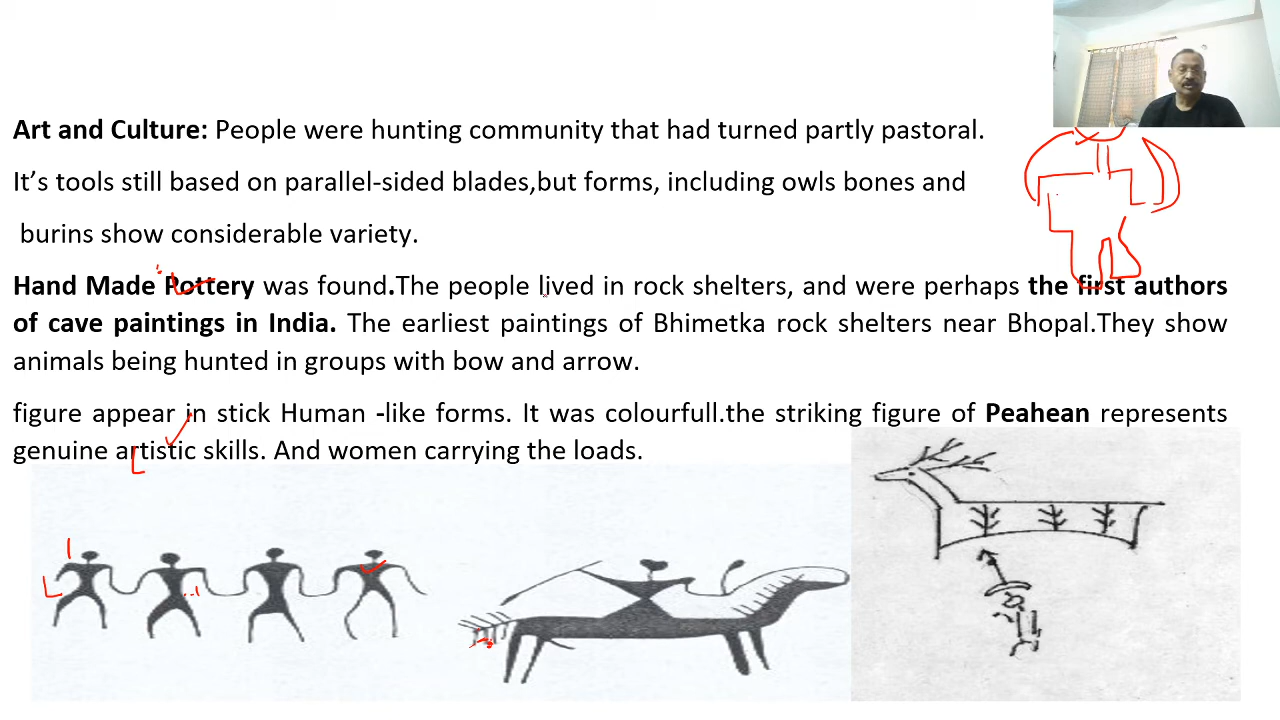 Art and Culture: People were hunting community that had turned partly pastoral.
It's tools still based on parallel-sided blades,but forms, including owls bones and
burins show considerable variety.
Hand Made Pottery was found.The people lived in rock shelters, and were perhaps the first authors
of cave paintings in India. The earliest paintings of Bhimetka rock shelters near Bhopal.They show
animals being hunted in groups with bow and arrow.
figure appear in stick Human -like forms. It was colourfull.the striking figure of Peahean represents
genuine artistic skills. And women carrying the loads.